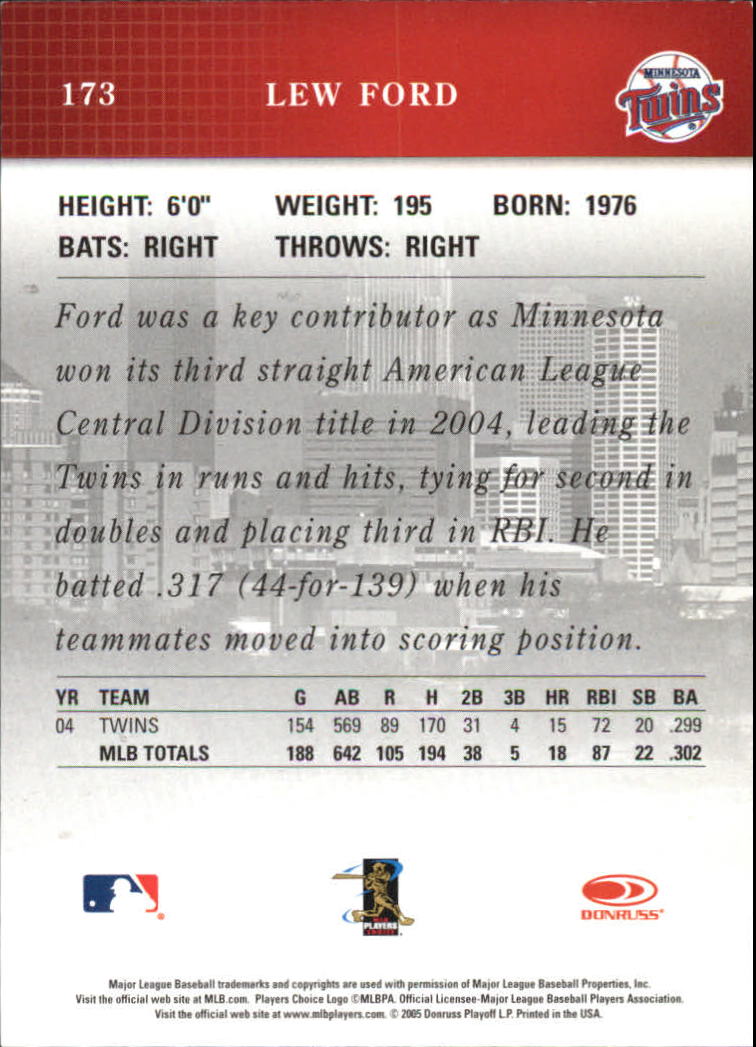 173 LEW FORD
MINNESOTA
Twins
HEIGHT: 6'0" WEIGHT: 195 BORN: 1976
BATS: RIGHT THROWS: RIGHT
Ford was a key contributor as Minnesota
won its third straight American League
Central Division title in 2004, leading the
Twins in runs and hits, tying for second in
doubles and placing third in RBI. He
batted .317 (44-for-139) when his
teammates moved into scoring position.
YR TEAM G AB R H 2B 3B HR RBI SB BA
04 TWINS 154 569 89 170 31 4 15 72 20 .299
MLB TOTALS 188 642 105 194 38 5 18 87 22 .302
PLAYERS
CHOICE
DONRUSS
Major League Baseball trademarks and copyrights are used with permission of Major League Baseball Properties, Inc.
Visit the official web site at MLB.com. Players Choice Logo ©MLBPA. Official Licensee-Major League Baseball Players Association.
Visit the official web site at www.mlbplayers.com. © 2005 Donruss Playoff L.P. Printed in the USA.